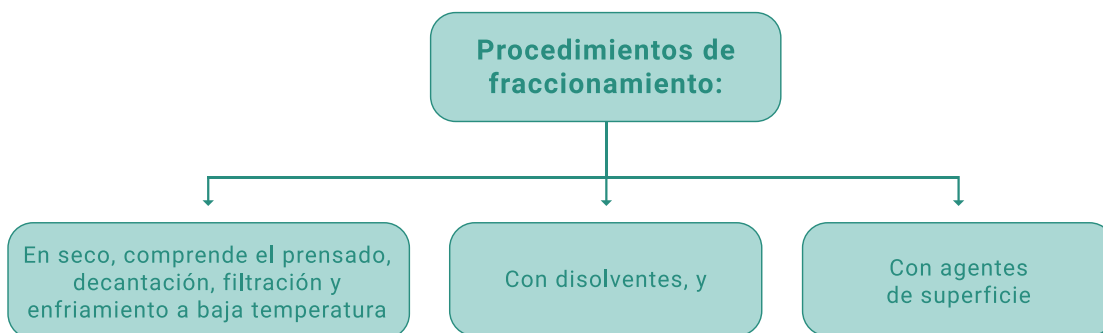 Procedimientos de
fraccionamiento:
En seco, comprende el prensado,
decantación, filtración y
enfriamiento a baja temperatura
Con disolventes, y
Con agentes
de superficie